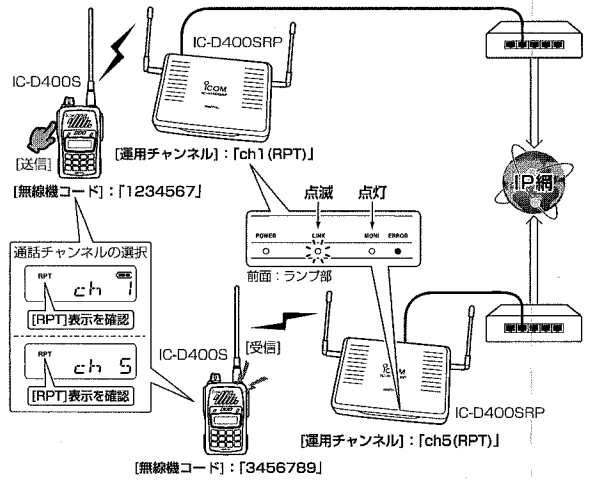 IC-D400SRP
IC-D400S
ICOM
[送信]
[運用チャンネル]:「ch1(RPT)」
[無線機コード]:「1234567」
IP網
点滅
点灯
POWER
LINK
MONI
ERROR
前面:ランプ部
通話チャンネルの選択
RPT
ch 1
[RPT]表示を確認
RPT
ch 5
[RPT]表示を確認
IC-D400S
[受信]
IC-D400SRP
[運用チャンネル]:「ch5(RPT)」
[無線機コード]:「3456789」